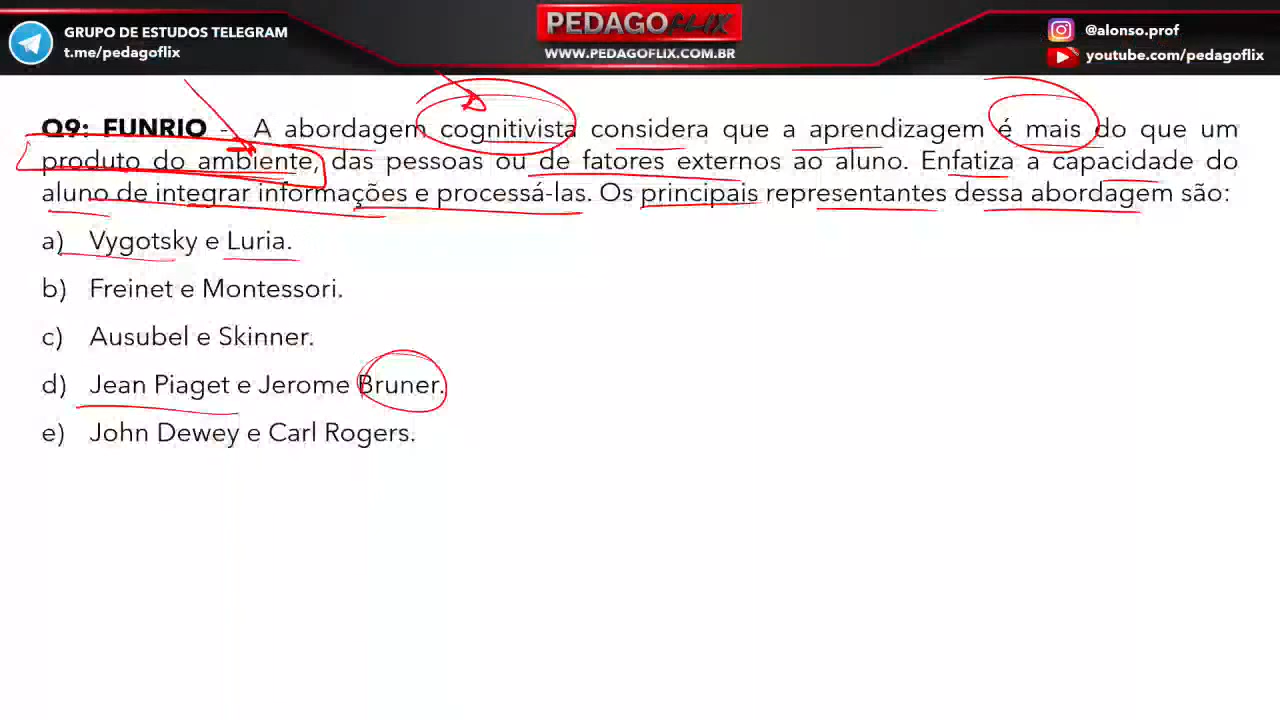 GRUPO DE ESTUDOS TELEGRAM
t.me/pedagoflix
PEDAGOFLIX
WWW.PEDAGOFLIX.COM.BR
@alonso.prof
youtube.com/pedagoflix
Q9: FUNRIO - A abordagem cognitivista considera que a aprendizagem é mais do que um
produto do ambiente, das pessoas ou de fatores externos ao aluno. Enfatiza a capacidade do
aluno de integrar informações e processá-las. Os principais representantes dessa abordagem são:
a) Vygotsky e Luria.
b) Freinet e Montessori.
c) Ausubel e Skinner.
d) Jean Piaget e Jerome Bruner.
e) John Dewey e Carl Rogers.